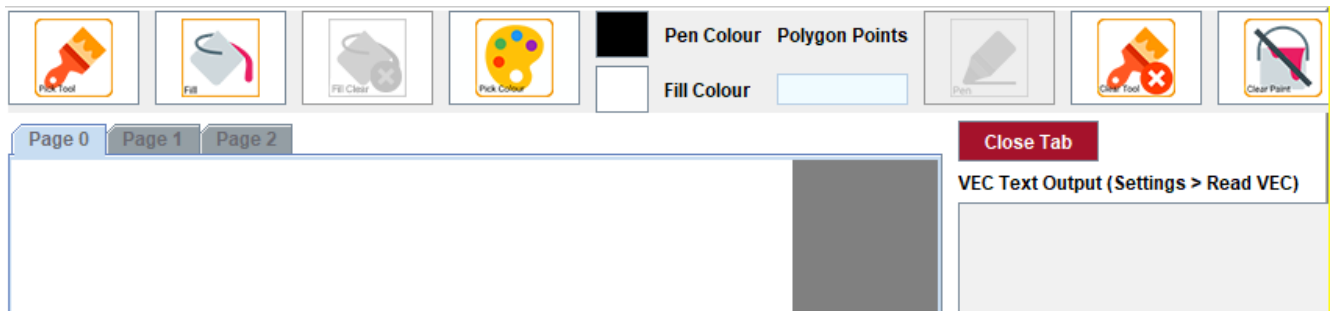 Pick Tool
Fill
Fill Clear
Pick Colour
Pen Colour
Polygon Points
Fill Colour
Pen
Clear Tool
Clear Paint
Page 0
Page 1
Page 2
Close Tab
VEC Text Output (Settings > Read VEC)